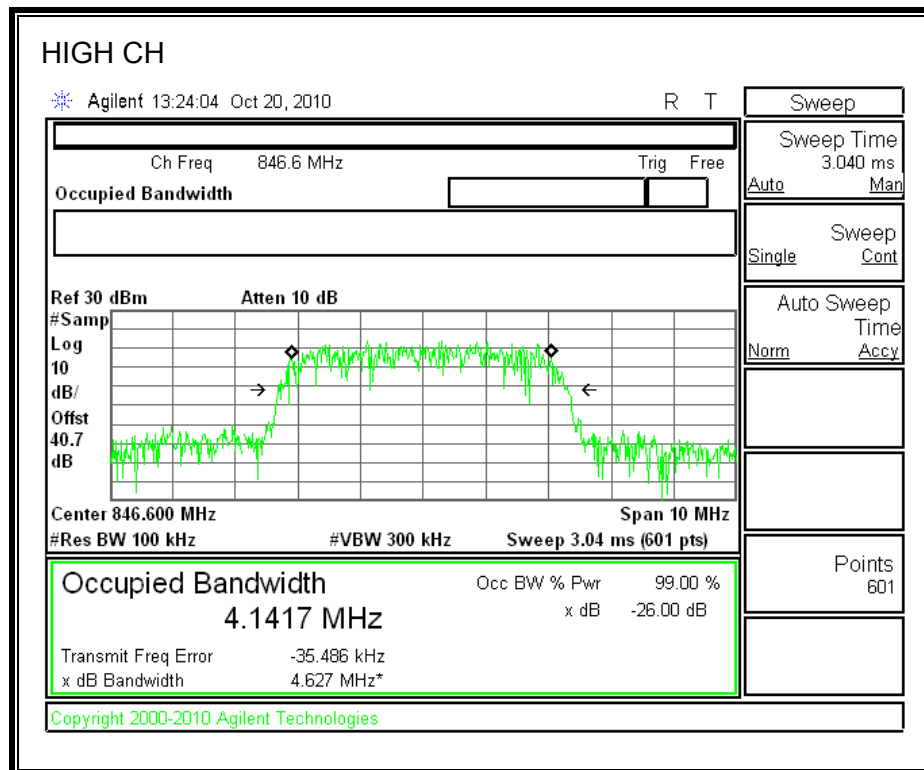 HIGH CH
Agilent 13:24:04 Oct 20, 2010 R T
Sweep
Ch Freq 846.6 MHz Trig Free
Occupied Bandwidth
Sweep Time
3.040 ms
Auto Man
Sweep
Single Cont
Auto Sweep
Time
Norm Accy
Points
601
Ref 30 dBm Atten 10 dB
#Samp
Log
10
dB/
Offst
40.7
dB
Center 846.600 MHz Span 10 MHz
#Res BW 100 kHz #VBW 300 kHz Sweep 3.04 ms (601 pts)
Occupied Bandwidth Occ BW % Pwr 99.00 %
4.1417 MHz x dB -26.00 dB
Transmit Freq Error -35.486 kHz
x dB Bandwidth 4.627 MHz*
Copyright 2000-2010 Agilent Technologies